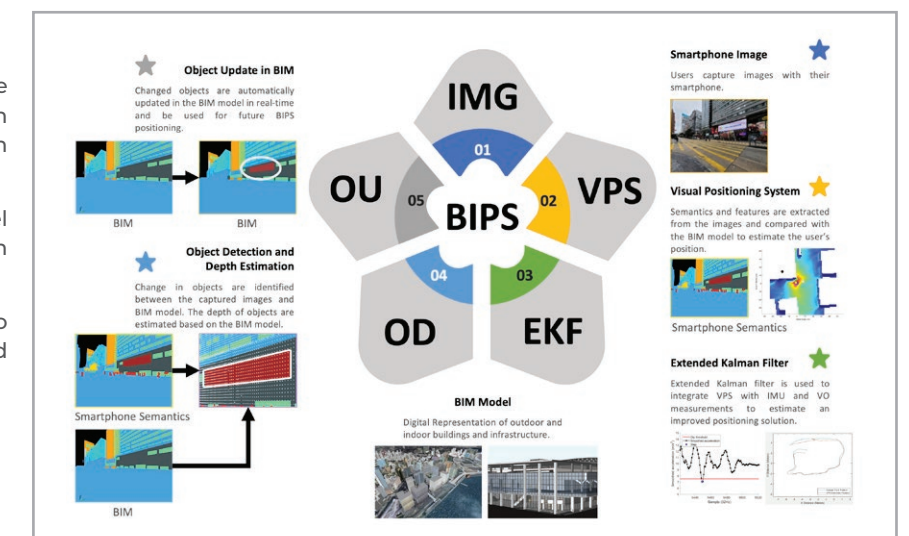 e
n
n
el
n
o
d
Object Update in BIM
Changed objects are automatically
updated in the BIM model in real-time
and be used for future BIPS
positioning.
BIM
BIM
Object Detection and
Depth Estimation
Change in objects are identified
between the captured images and
BIM model. The depth of objects are
estimated based on the BIM model.
Smartphone Semantics
BIM
IMG
01
OU
05
BIPS
02
VPS
04
03
OD
EKF
BIM Model
Digital Representation of outdoor and
indoor buildings and infrastructure.
Smartphone Image
Users capture images with their
smartphone.
Visual Positioning System
Semantics and features are extracted
from the images and compared with
the BIM model to estimate the user's
position.
Smartphone Semantics
Extended Kalman Filter
Extended Kalman filter is used to
integrate VPS with IMU and VO
measurements to estimate an
improved positioning solution.